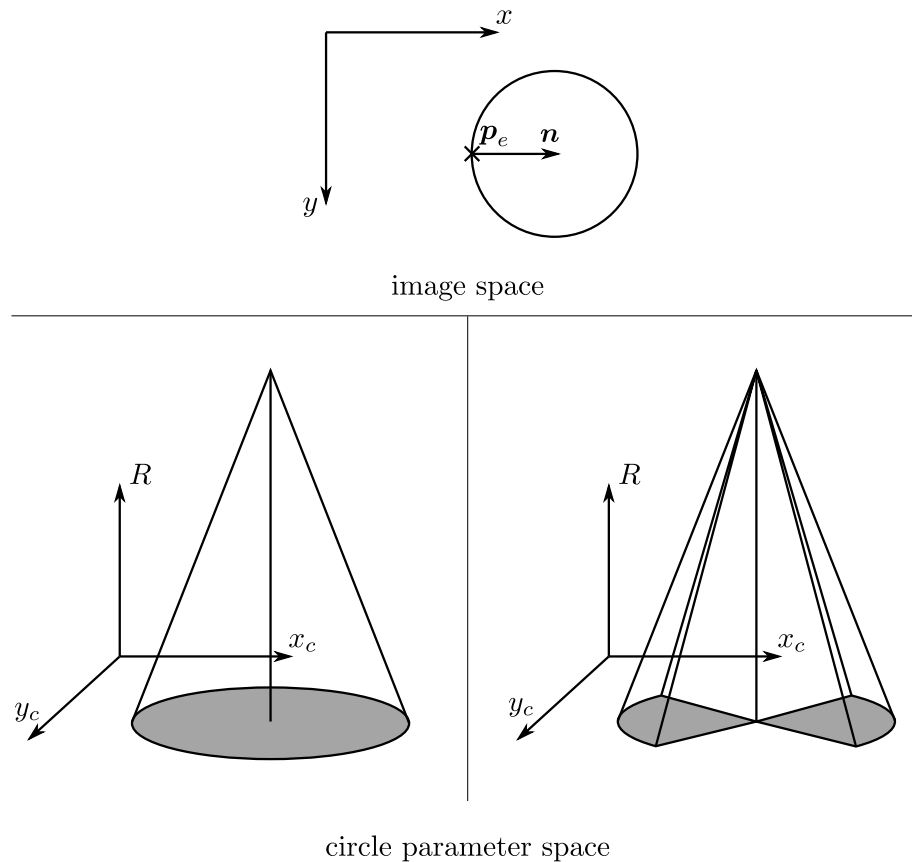 x
p_e n
y
image space
R R
x_c x_c
y_c y_c
circle parameter space